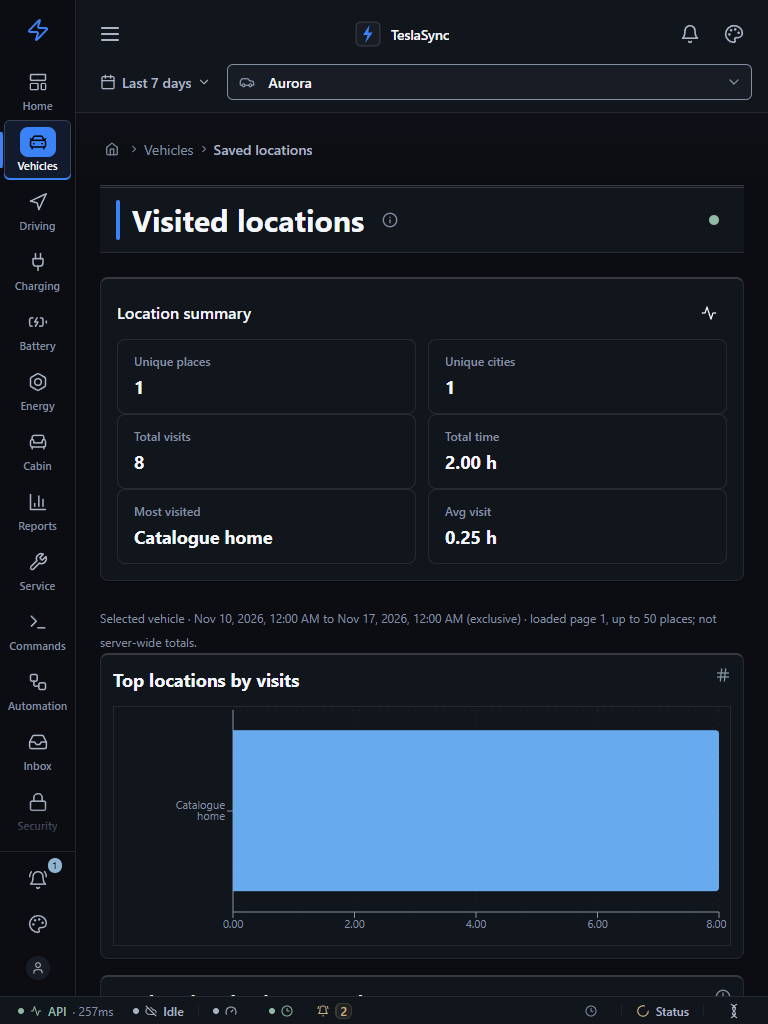 TeslaSync
Last 7 days
Aurora
Home
Vehicles
Driving
Charging
Battery
Energy
Cabin
Reports
Service
Commands
Automation
Inbox
Security
1
Vehicles > Saved locations
Visited locations
Location summary
Unique places
1
Unique cities
1
Total visits
8
Total time
2.00 h
Most visited
Catalogue home
Avg visit
0.25 h
Selected vehicle · Nov 10, 2026, 12:00 AM to Nov 17, 2026, 12:00 AM (exclusive) · loaded page 1, up to 50 places; not
server-wide totals.
Top locations by visits
#
Catalogue
home
0.00 2.00 4.00 6.00 8.00
API · 257ms
Idle
2
Status